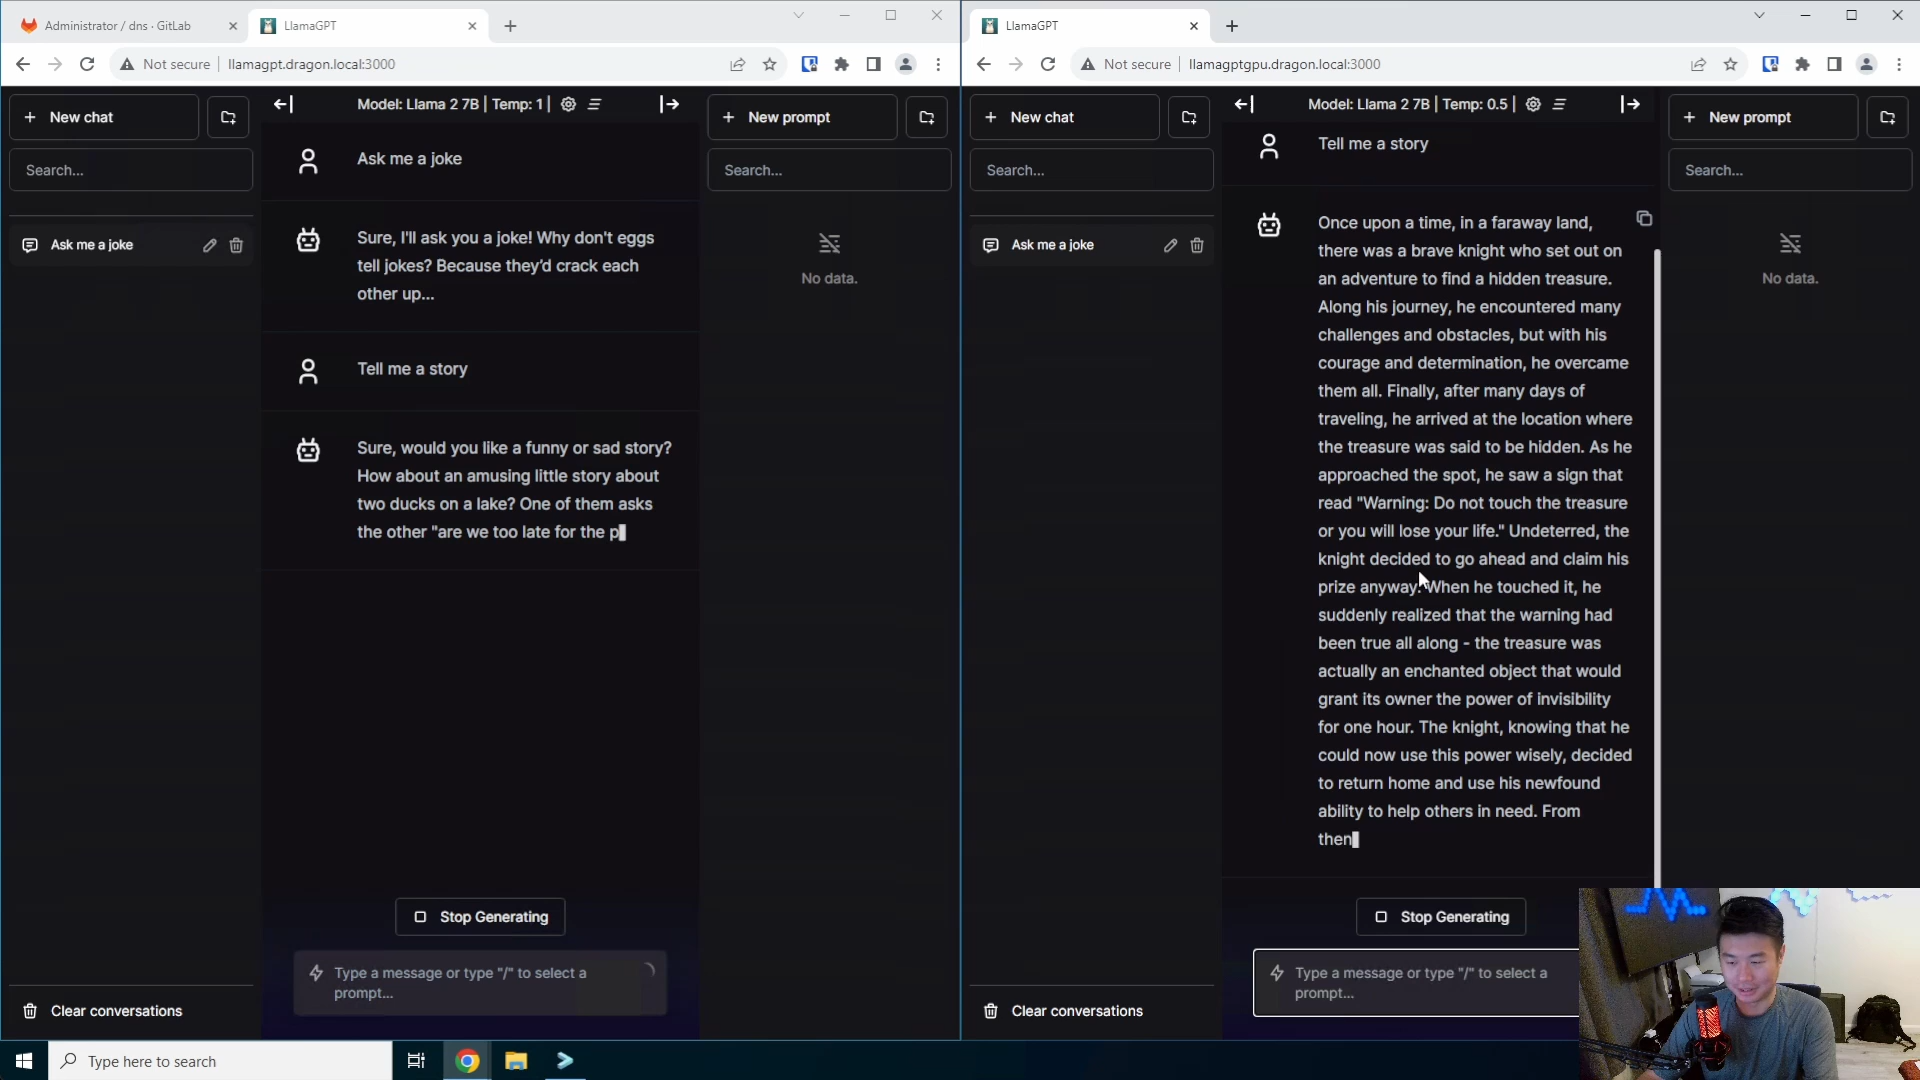 Administrator / dns · GitLab
LlamaGPT
Not secure
llamagpt.dragon.local:3000
New chat
Search...
Ask me a joke
Clear conversations
Model: Llama 2 7B | Temp: 1 |
Ask me a joke
Sure, I'll ask you a joke! Why don't eggs
tell jokes? Because they’d crack each
other up...
Tell me a story
Sure, would you like a funny or sad story?
How about an amusing little story about
two ducks on a lake? One of them asks
the other "are we too late for the p
Stop Generating
Type a message or type "/" to select a
prompt...
New prompt
Search...
No data.
LlamaGPT
Not secure
llamagptgpu.dragon.local:3000
New chat
Search...
Ask me a joke
Clear conversations
Model: Llama 2 7B | Temp: 0.5 |
Tell me a story
Once upon a time, in a faraway land,
there was a brave knight who set out on
an adventure to find a hidden treasure.
Along his journey, he encountered many
challenges and obstacles, but with his
courage and determination, he overcame
them all. Finally, after many days of
traveling, he arrived at the location where
the treasure was said to be hidden. As he
approached the spot, he saw a sign that
read "Warning: Do not touch the treasure
or you will lose your life." Undeterred, the
knight decided to go ahead and claim his
prize anyway. When he touched it, he
suddenly realized that the warning had
been true all along - the treasure was
actually an enchanted object that would
grant its owner the power of invisibility
for one hour. The knight, knowing that he
could now use this power wisely, decided
to return home and use his newfound
ability to help others in need. From
then
Stop Generating
Type a message or type "/" to select a
prompt...
New prompt
Search...
No data.
Type here to search